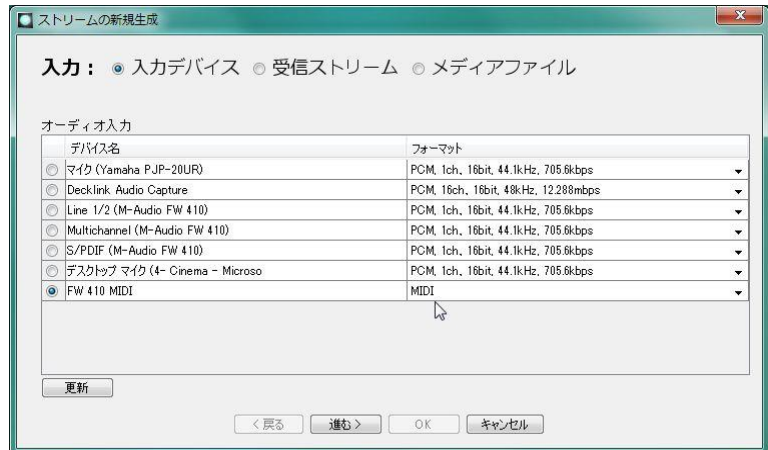 ストリームの新規生成
入力： 入力デバイス 受信ストリーム メディアファイル
オーディオ入力
デバイス名 フォーマット
マイク (Yamaha PJP-20UR) PCM, 1ch, 16bit, 44.1kHz, 705.6kbps
Decklink Audio Capture PCM, 16ch, 16bit, 48kHz, 12.288mbps
Line 1/2 (M-Audio FW 410) PCM, 1ch, 16bit, 44.1kHz, 705.6kbps
Multichannel (M-Audio FW 410) PCM, 1ch, 16bit, 44.1kHz, 705.6kbps
S/PDIF (M-Audio FW 410) PCM, 1ch, 16bit, 44.1kHz, 705.6kbps
デスクトップ マイク (4- Cinema - Microso PCM, 1ch, 16bit, 44.1kHz, 705.6kbps
FW 410 MIDI MIDI
更新
< 戻る 進む > OK キャンセル